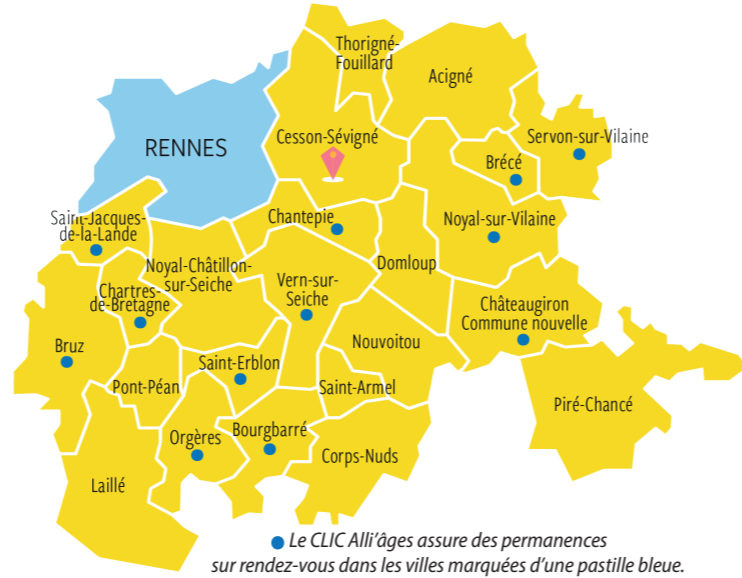 Thorigné-
Fouillard
Acigné
RENNES
Cesson-Sévigné
Servon-sur-Vilaine
Brécé
Saint-Jacques-
de-la-Lande
Chantepie
Noyal-sur-Vilaine
Noyal-Châtillon-
sur-Seiche
Domloup
Vern-sur-
Seiche
Chartres-
de-Bretagne
Châteaugiron
Commune nouvelle
Bruz
Nouvoitou
Saint-Erblon
Pont-Péan
Saint-Armel
Piré-Chancé
Orgères
Bourgbarré
Corps-Nuds
Laillé
Le CLIC Alli'âges assure des permanences
sur rendez-vous dans les villes marquées d'une pastille bleue.